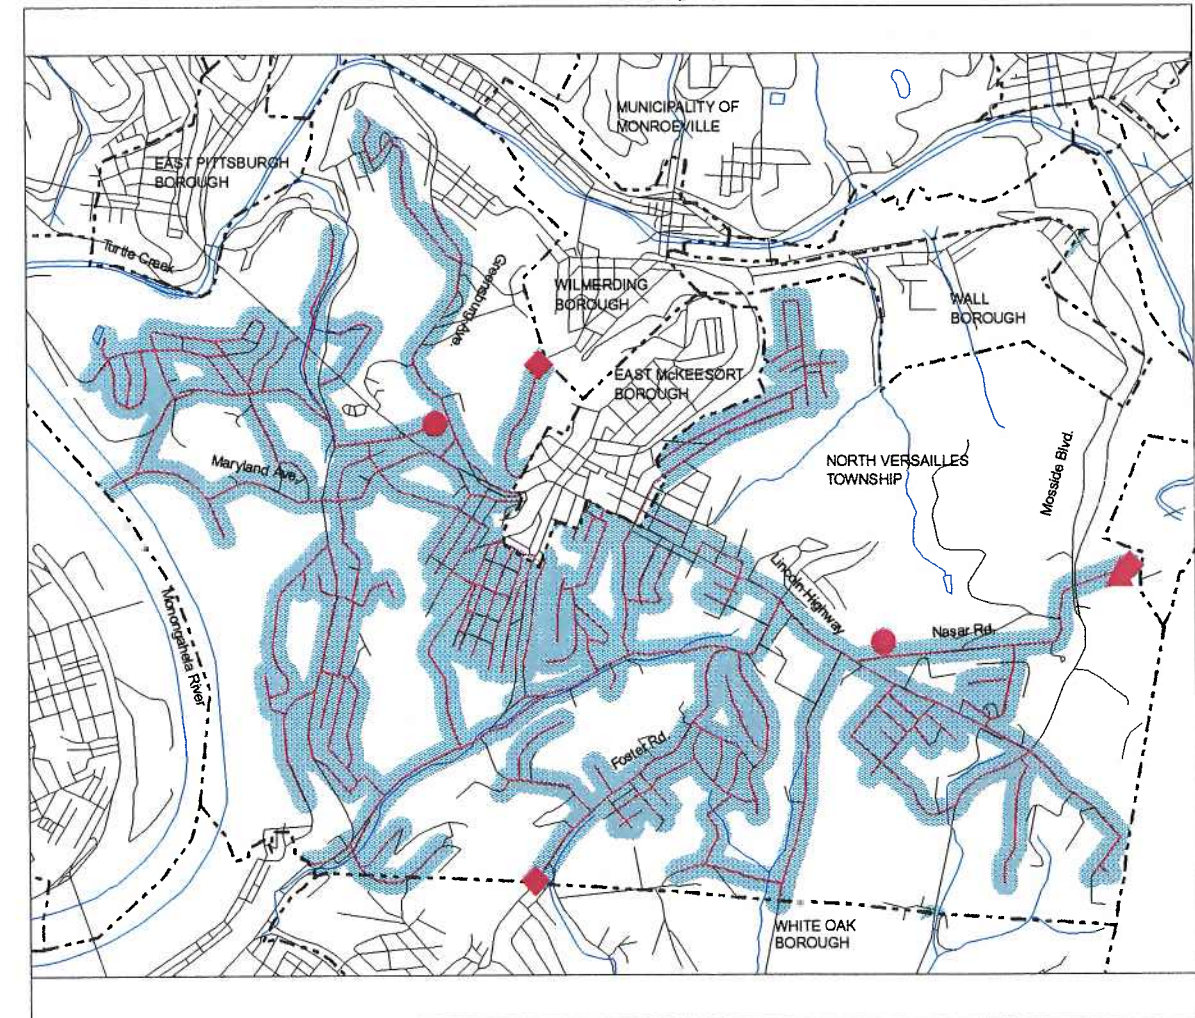 MUNICIPALITY OF
MONROEVILLE
EAST PITTSBURGH
BOROUGH
Turtle Creek
Greensburg Ave.
WILMERDING
BOROUGH
WALL
BOROUGH
EAST McKEESORT
BOROUGH
Maryland Ave.
NORTH VERSAILLES
TOWNSHIP
Mosside Blvd.
Lincoln Highway
Nasar Rd.
Monongahela River
Foster Rd.
WHITE OAK
BOROUGH